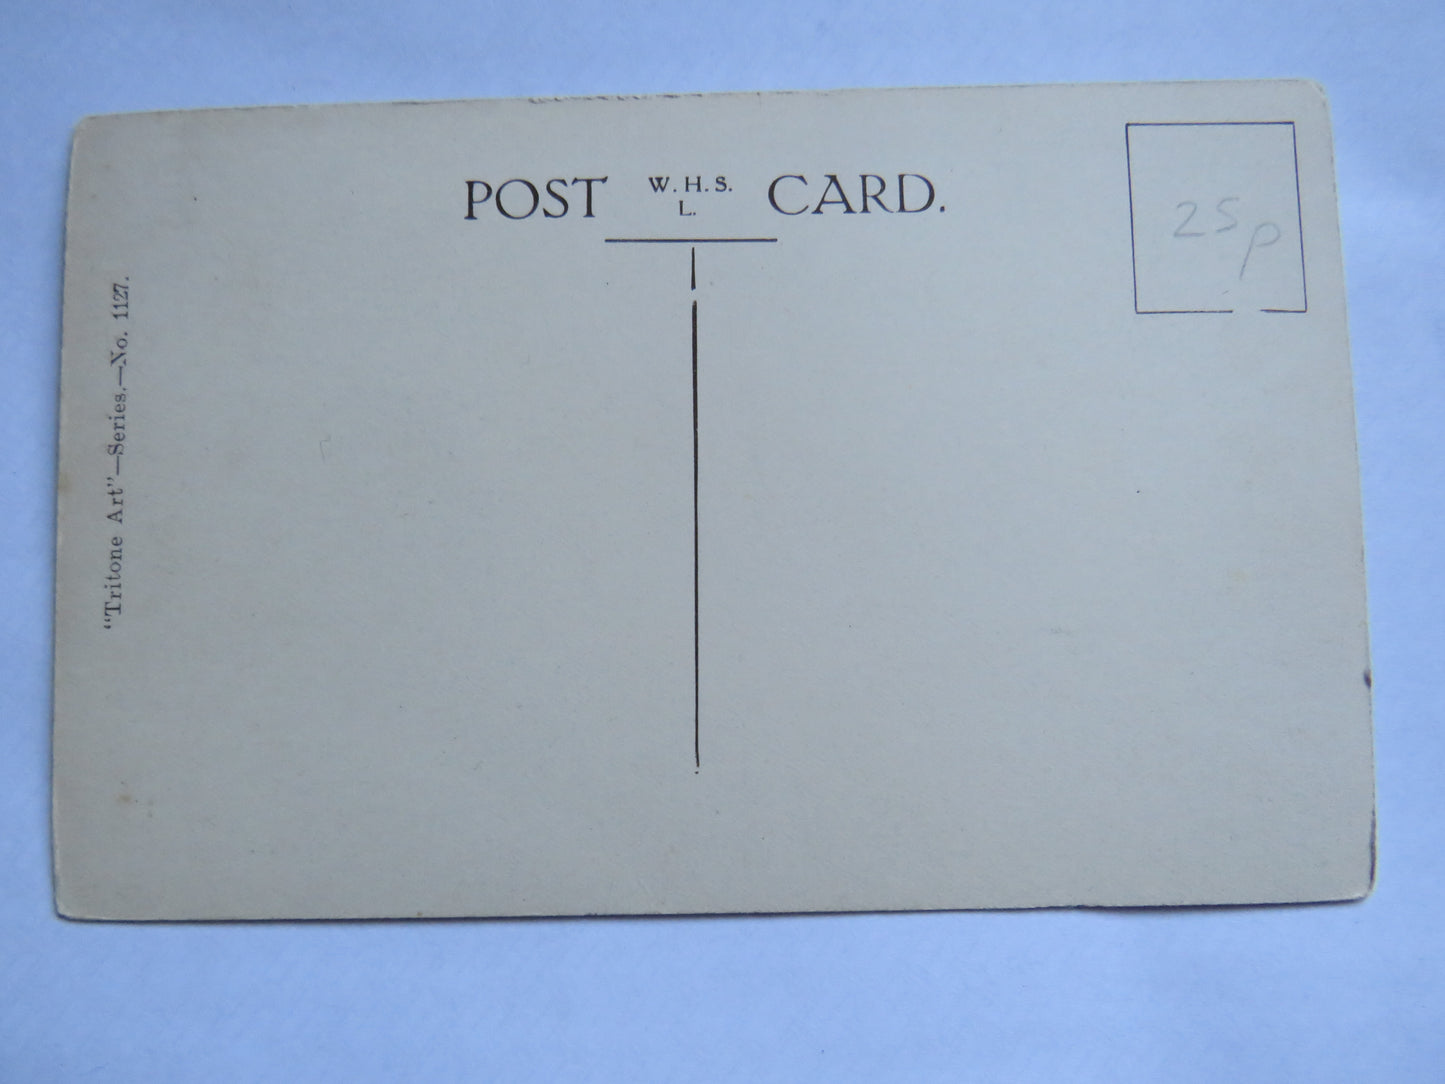 POST W. H. S. CARD.
L.
25p
"Tritone Art"—Series.—No. 1127.